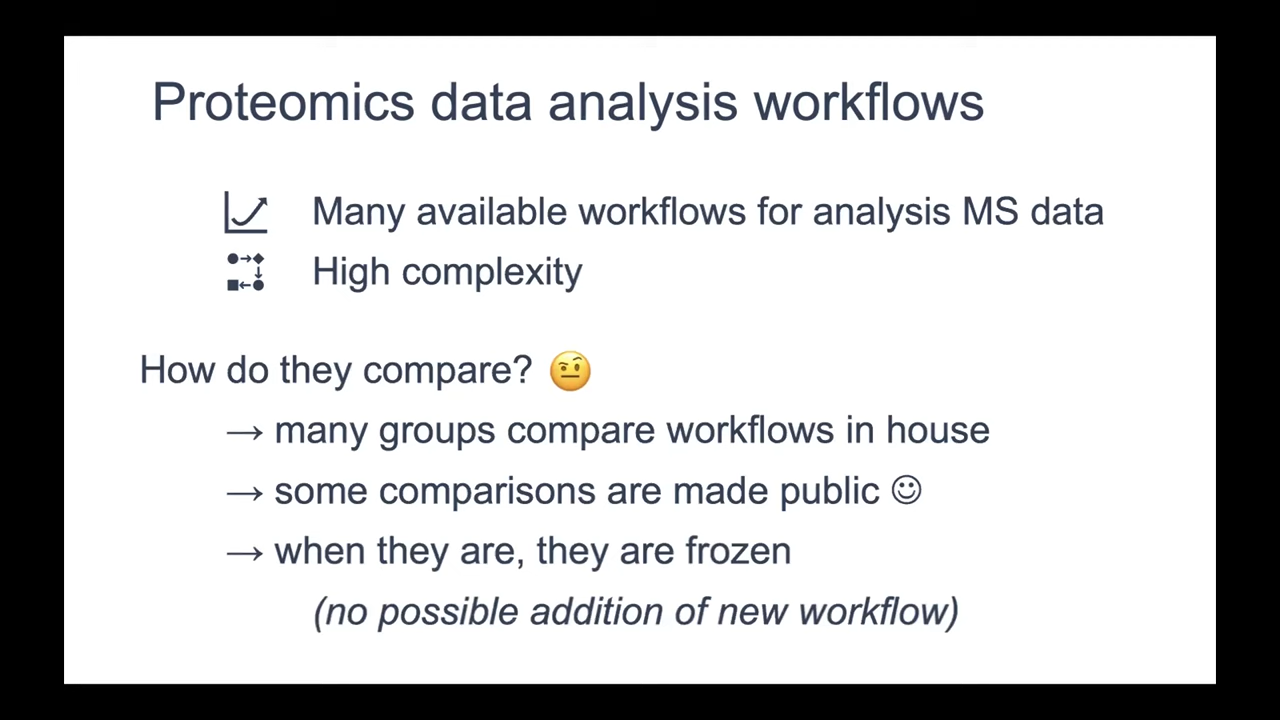 Proteomics data analysis workflows
Many available workflows for analysis MS data
High complexity
How do they compare? 🤨
→ many groups compare workflows in house
→ some comparisons are made public ☺
→ when they are, they are frozen
(no possible addition of new workflow)